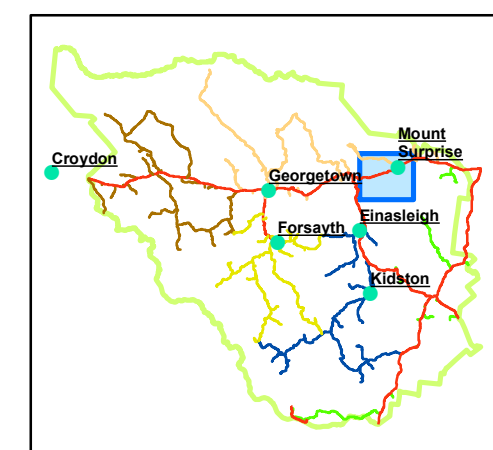 Mount
Surprise
Croydon
Georgetown
Einasleigh
Forsayth
Kidston